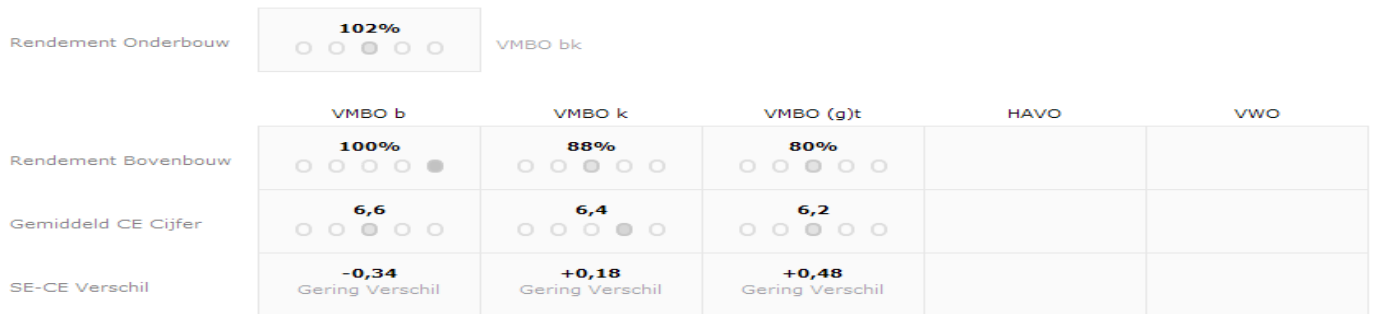 102%
Rendement Onderbouw
VMBO bk
VMBO b VMBO k VMBO (g)t HAVO VWO
100% 88% 80%
Rendement Bovenbouw
6,6 6,4 6,2
Gemiddeld CE Cijfer
-0,34 +0,18 +0,48
SE-CE Verschil Gering Verschil Gering Verschil Gering Verschil